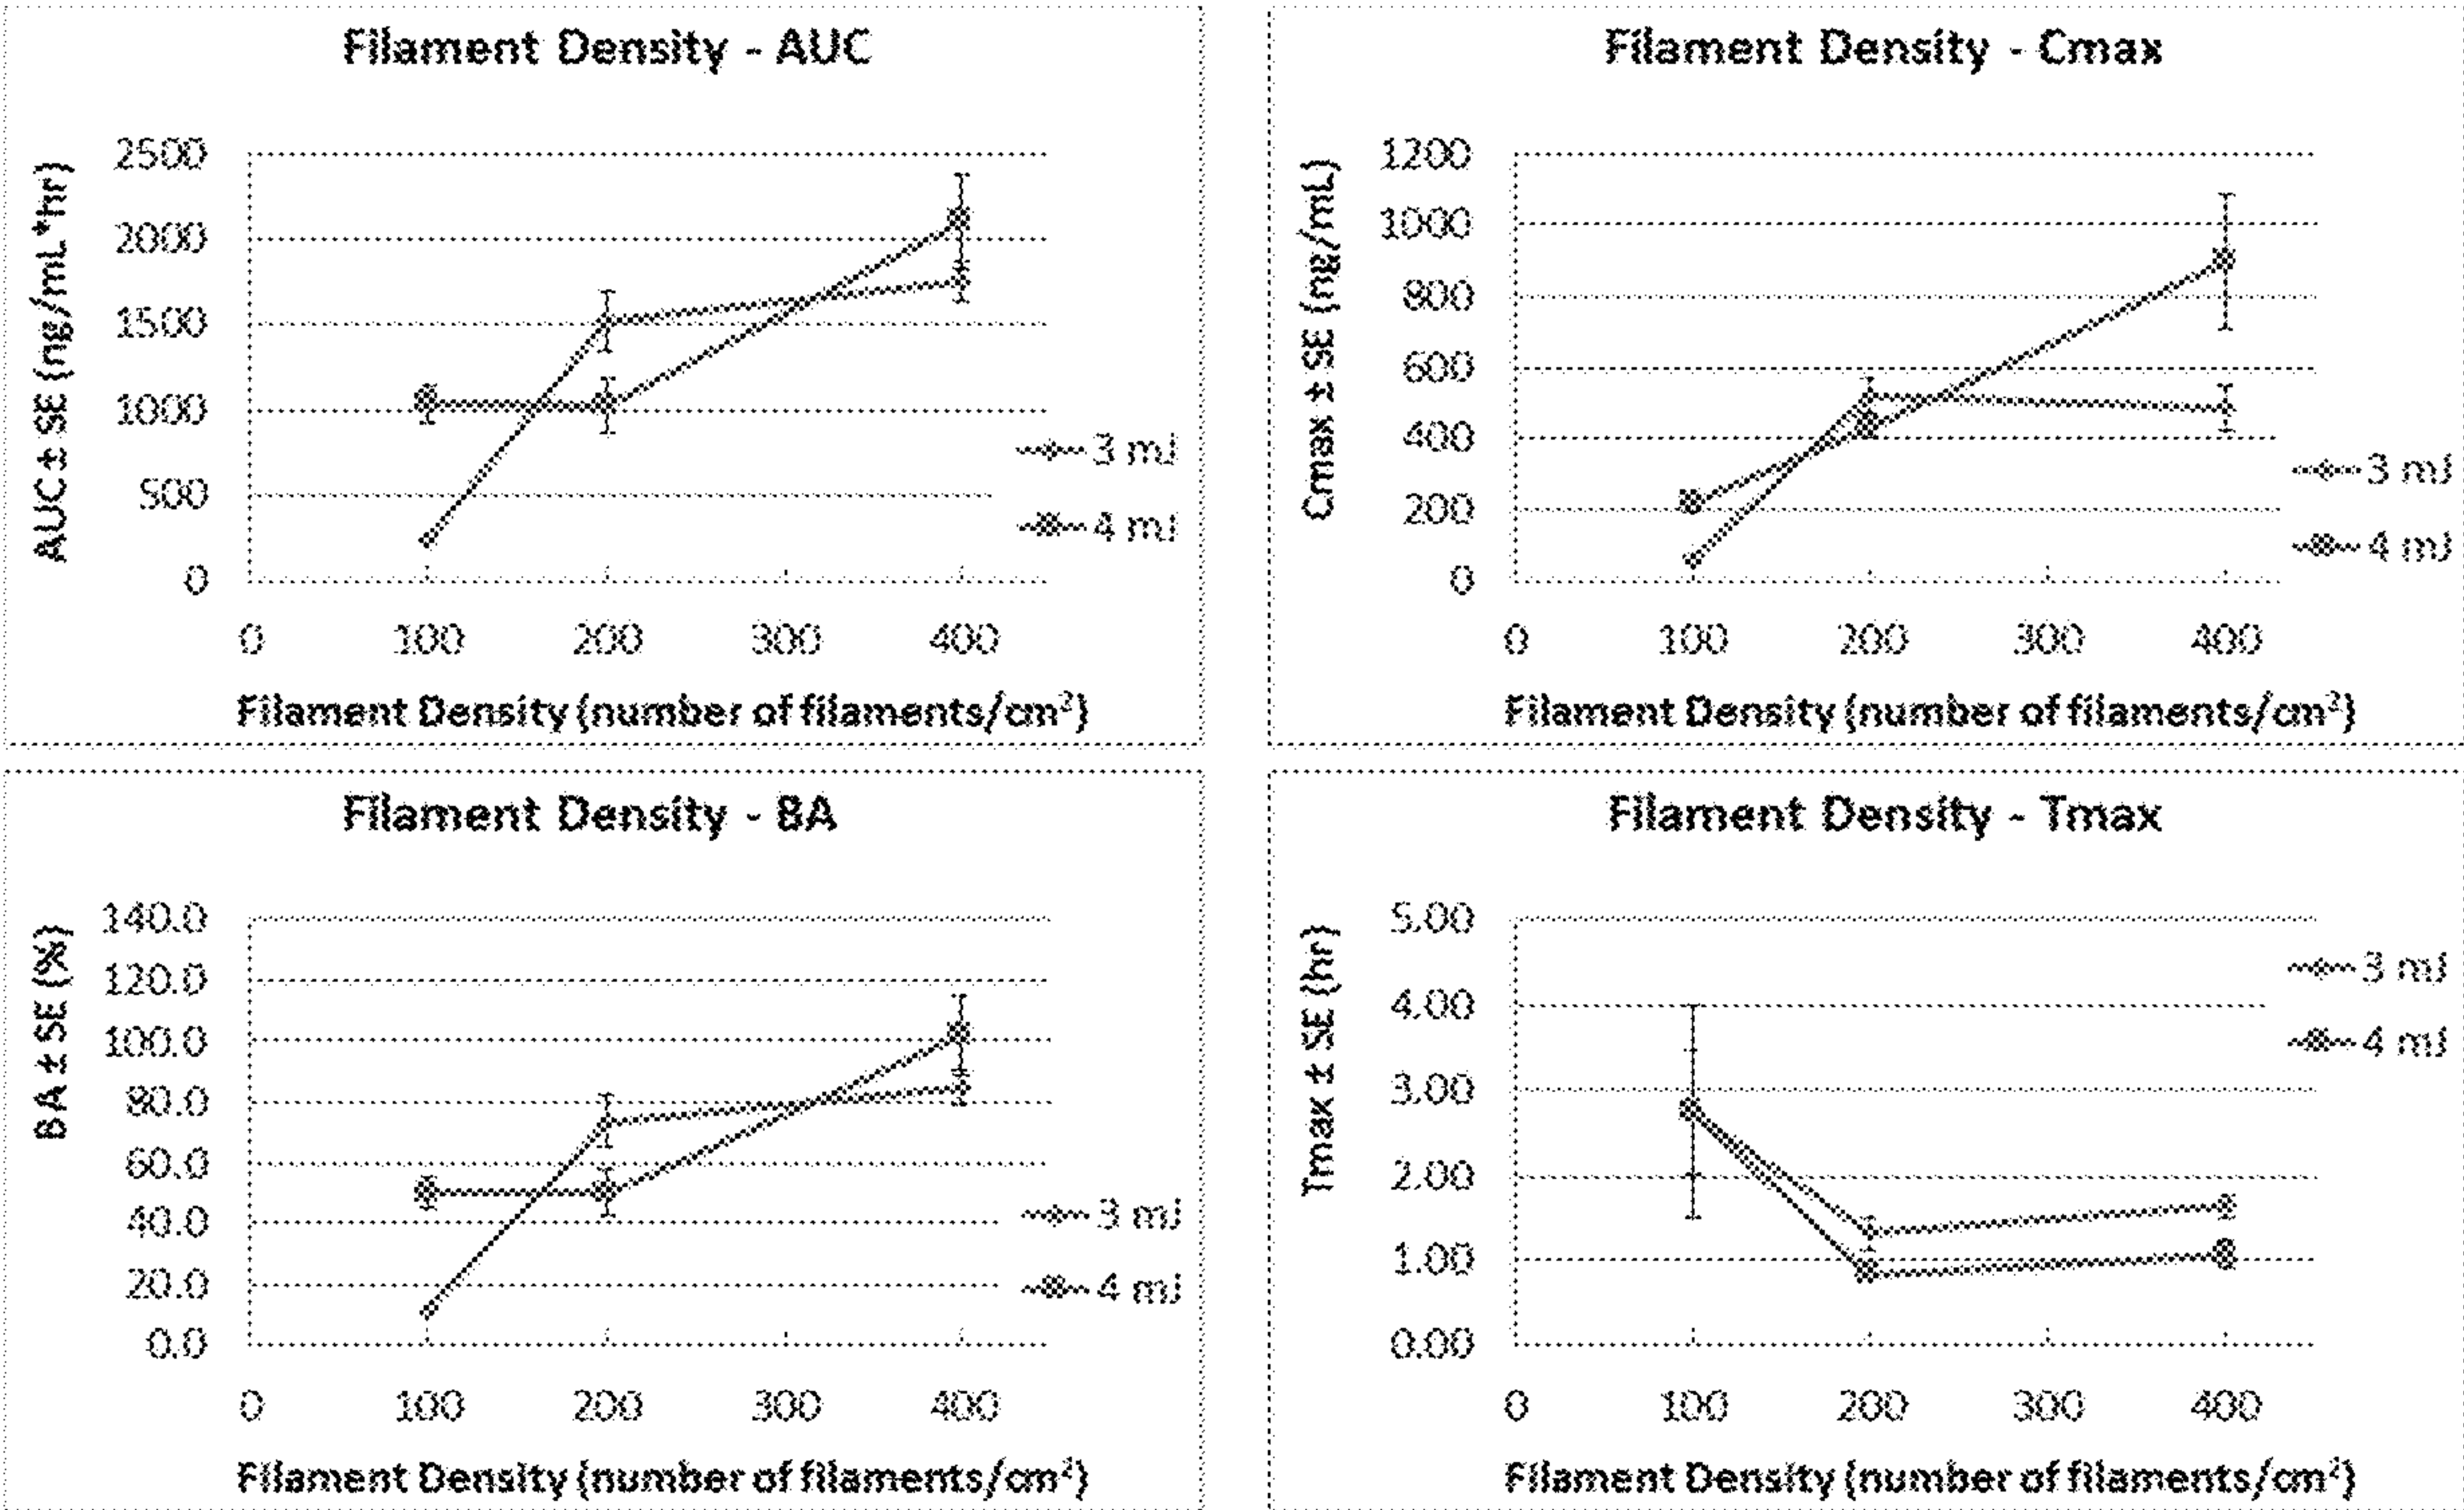 Filament Density - AUC
AUC ± SE (ng/mL*hr)
2500
2000
1500
1000
500
0
0 100 200 300 400
3 mJ
4 mJ
Filament Density (number of filaments/cm²)
Filament Density - Cmax
Cmax ± SE (ng/mL)
1200
1000
800
600
400
200
0
0 100 200 300 400
3 mJ
4 mJ
Filament Density (number of filaments/cm²)
Filament Density - BA
BA ± SE (%)
140.0
120.0
100.0
80.0
60.0
40.0
20.0
0.0
0 100 200 300 400
3 mJ
4 mJ
Filament Density (number of filaments/cm²)
Filament Density - Tmax
Tmax ± SE (hr)
5.00
4.00
3.00
2.00
1.00
0.00
0 100 200 300 400
3 mJ
4 mJ
Filament Density (number of filaments/cm²)